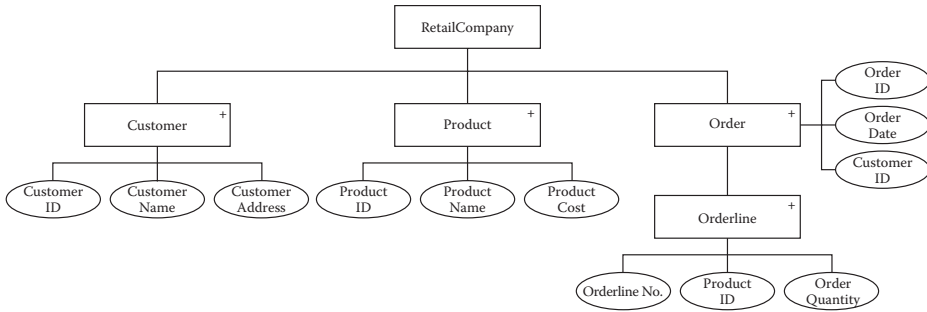 RetailCompany
+
Customer
+
Product
+
Order
Order
ID
Order
Date
Customer
ID
Customer
ID
Customer
Name
Customer
Address
Product
ID
Product
Name
Product
Cost
+
Orderline
Orderline No.
Product
ID
Order
Quantity